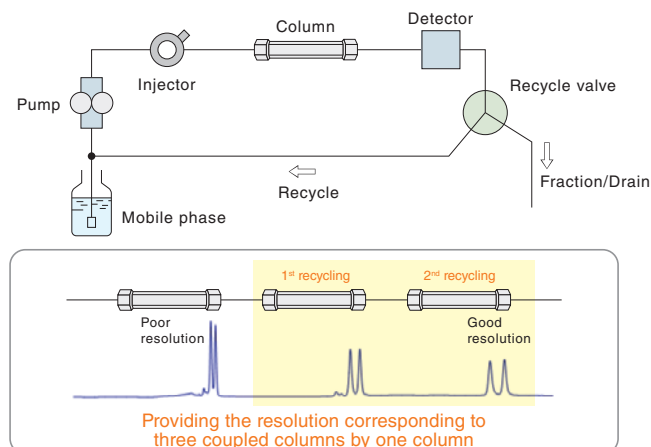 Column
Detector
Injector
Pump
Recycle valve
Recycle
Fraction/Drain
Mobile phase
1st recycling
2nd recycling
Poor
resolution
Good
resolution
Providing the resolution corresponding to
three coupled columns by one column